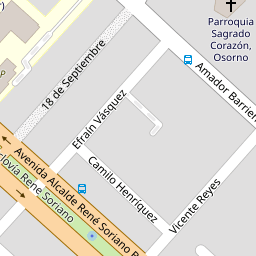 Parroquia
Sagrado
Corazón,
Osorno
18 de Septiembre
Amador Barrien
Efraín Vásquez
Camilo Henríquez
Vicente Reyes
Avenida Alcalde René Soriano
lovía René Soriano